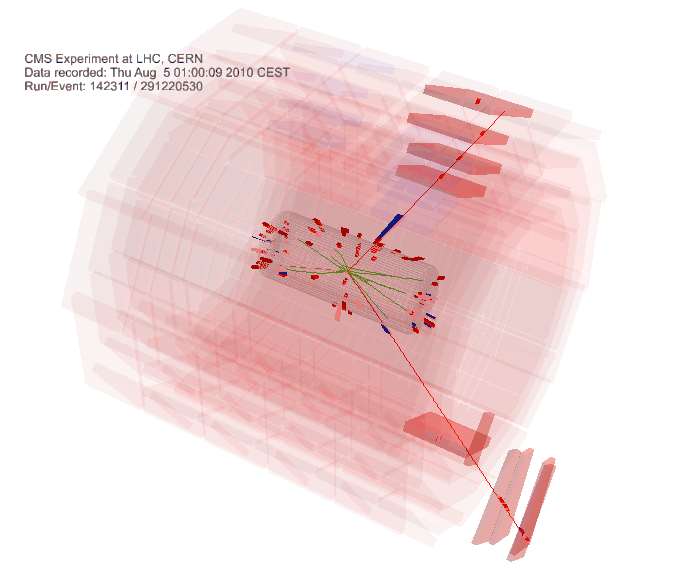 CMS Experiment at LHC, CERN
Data recorded: Thu Aug  5 01:00:09 2010 CEST
Run/Event: 142311 / 291220530